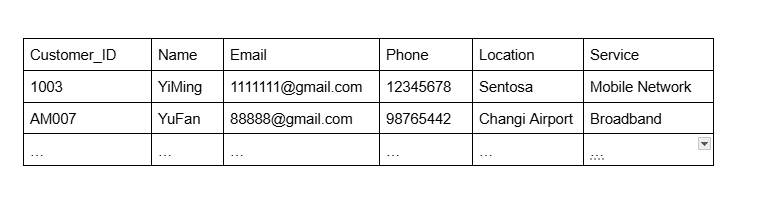 Customer_ID Name Email Phone Location Service
1003 YiMing 1111111@gmail.com 12345678 Sentosa Mobile Network
AM007 YuFan 88888@gmail.com 98765442 Changi Airport Broadband
… … … … … ....